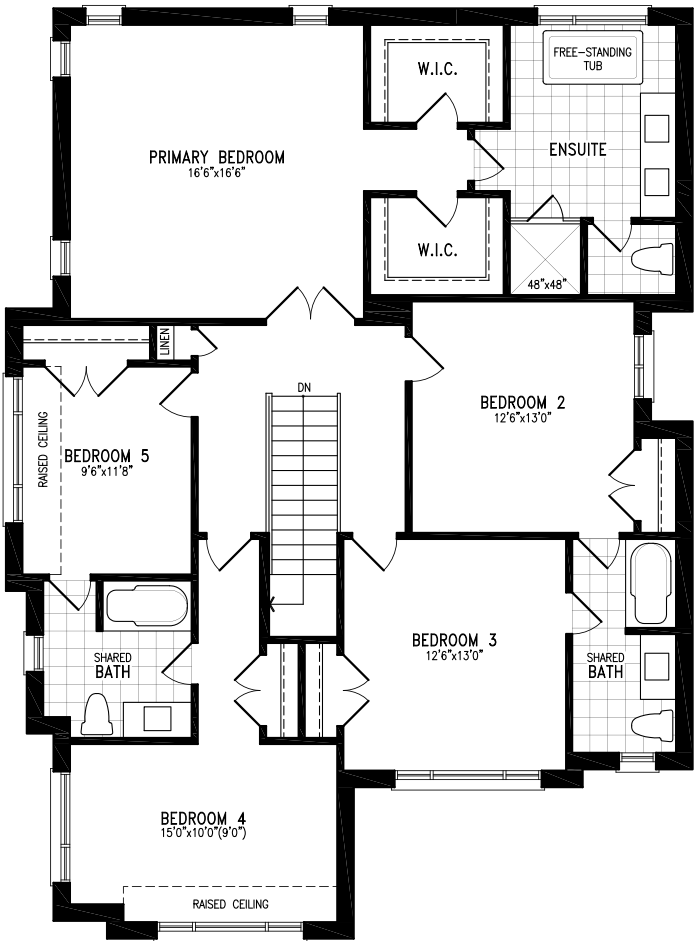 W.I.C.
FREE-STANDING
TUB
PRIMARY BEDROOM
16'6"x16'6"
ENSUITE
W.I.C.
48"x48"
LINEN
DN
BEDROOM 2
12'6"x13'0"
RAISED CEILING
BEDROOM 5
9'6"x11'8"
BEDROOM 3
12'6"x13'0"
SHARED
BATH
SHARED
BATH
BEDROOM 4
15'0"x10'0"(9'0")
RAISED CEILING